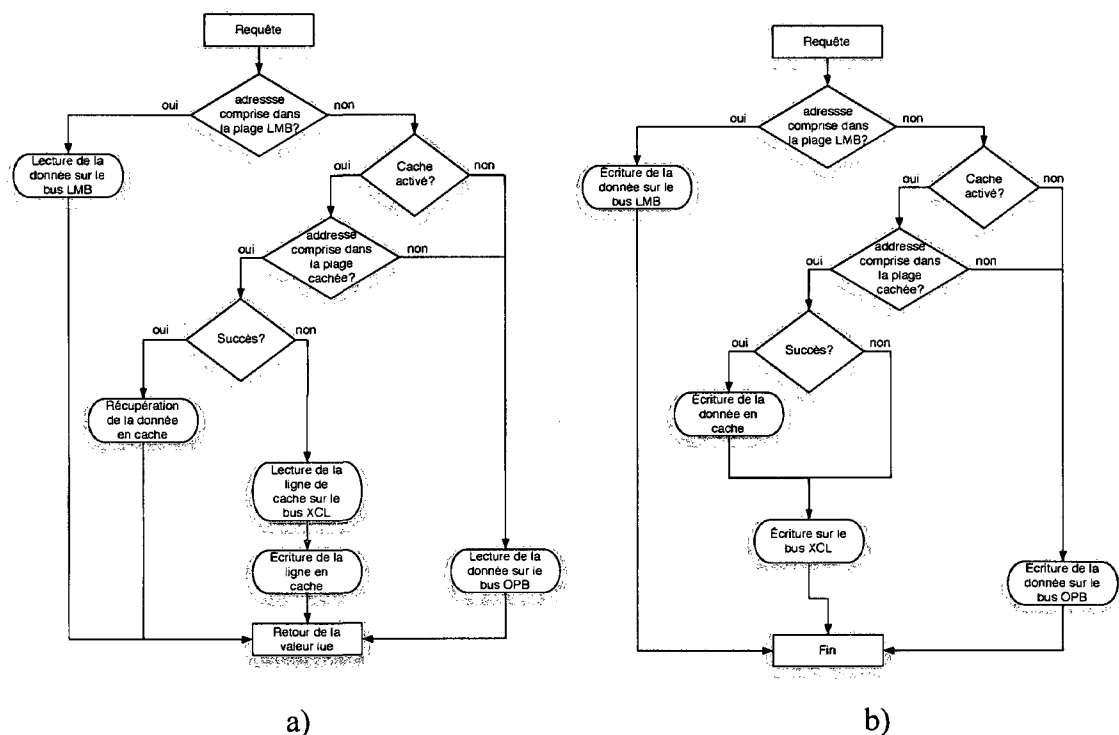 Requête
oui
adressse
comprise dans
la plage LMB?
non
Lecture de la
donnée sur le
bus LMB
oui
Cache
activé?
non
oui
addresse
comprise dans
la plage
cachée?
non
oui
Succès?
non
Récupération
de la donnée
en cache
Lecture de la
ligne de
cache sur le
bus XCL
Ecriture de la
ligne en
cache
Lecture de la
donnée sur le
bus OPB
Retour de la
valeur lue
a)
Requête
oui
adressse
comprise dans
la plage LMB?
non
Écriture de la
donnée sur le
bus LMB
oui
Cache
activé?
non
oui
addresse
comprise dans
la plage
cachée?
non
oui
Succès?
non
Écriture de la
donnée en
cache
Écriture sur le
bus XCL
Écriture de la
donnée sur le
bus OPB
Fin
b)